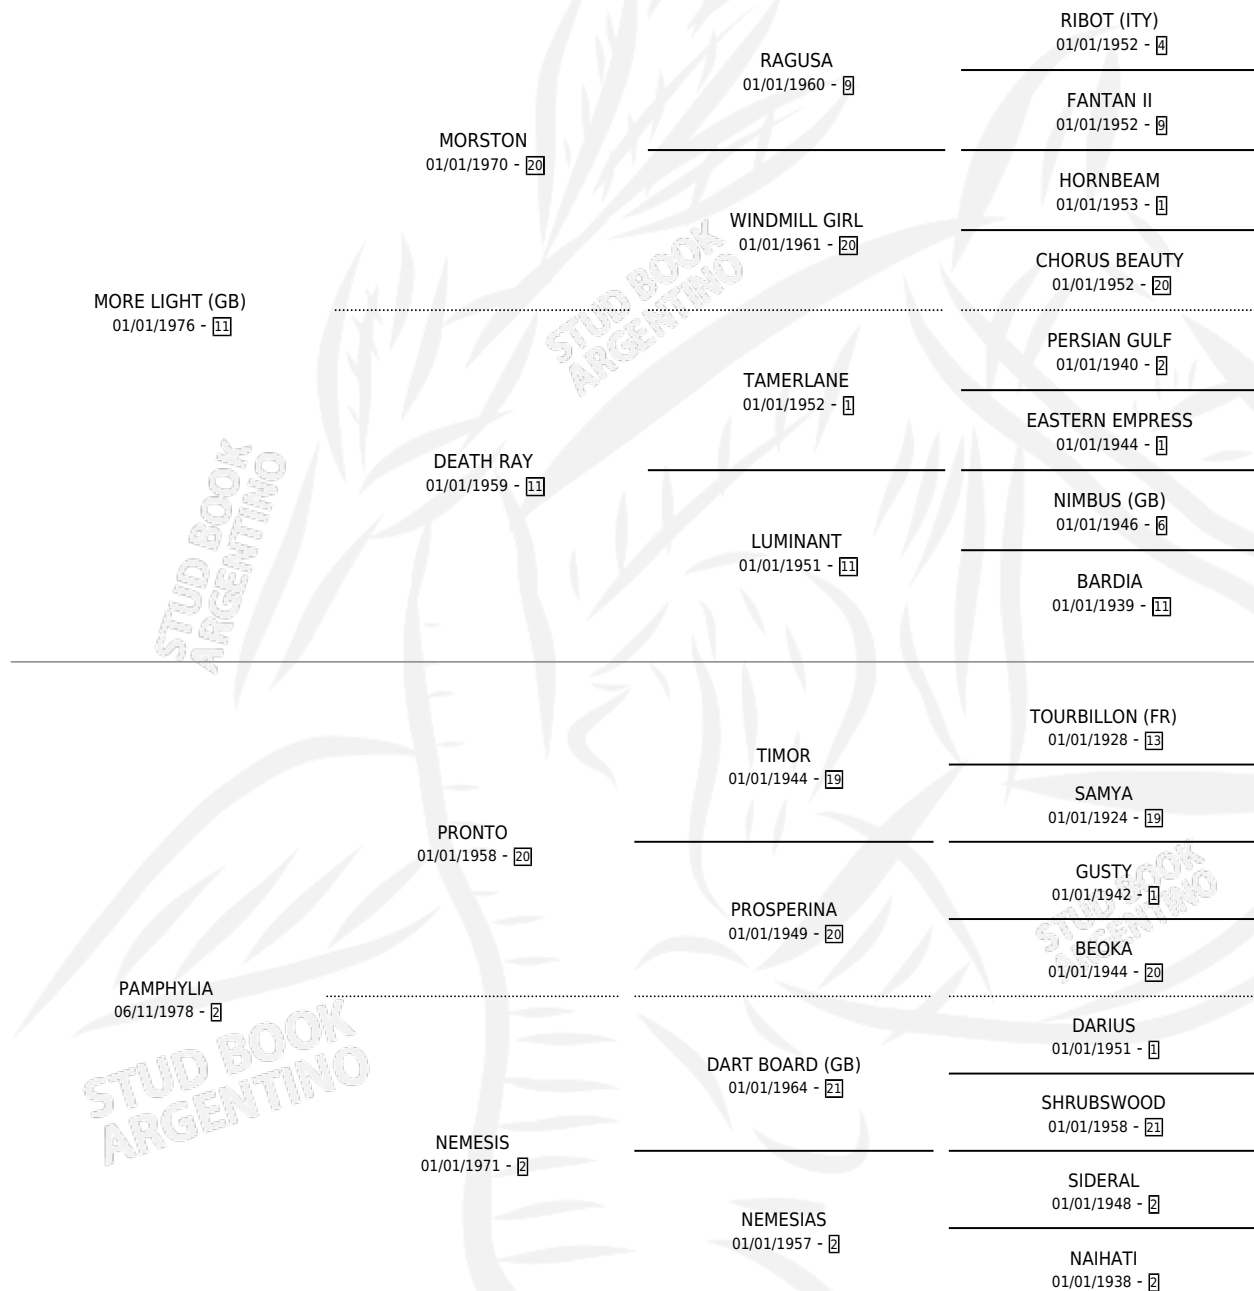 RIBOT (ITY)
01/01/1952 - 4
RAGUSA
01/01/1960 - 9
FANTAN II
01/01/1952 - 9
MORSTON
01/01/1970 - 20
HORNBEAM
01/01/1953 - 1
WINDMILL GIRL
01/01/1961 - 20
CHORUS BEAUTY
01/01/1952 - 20
MORE LIGHT (GB)
01/01/1976 - 11
STUD BOOK
ARGENTINO
PERSIAN GULF
01/01/1940 - 2
TAMERLANE
01/01/1952 - 1
EASTERN EMPRESS
01/01/1944 - 1
DEATH RAY
01/01/1959 - 11
NIMBUS (GB)
01/01/1946 - 6
LUMINANT
01/01/1951 - 11
BARDIA
01/01/1939 - 11
STUD BOOK
ARGENTINO
TOURBILLON (FR)
01/01/1928 - 13
TIMOR
01/01/1944 - 19
SAMYA
01/01/1924 - 19
PRONTO
01/01/1958 - 20
GUSTY
01/01/1942 - 1
PROSPERINA
01/01/1949 - 20
BEOKA
01/01/1944 - 20
STUD BOOK
ARGENTINO
PAMPHYLIA
06/11/1978 - 2
DARIUS
01/01/1951 - 1
DART BOARD (GB)
01/01/1964 - 21
SHRUBSWOOD
01/01/1958 - 21
STUD BOOK
ARGENTINO
NEMESIS
01/01/1971 - 2
SIDERAL
01/01/1948 - 2
NEMESIAS
01/01/1957 - 2
NAIHATI
01/01/1938 - 2